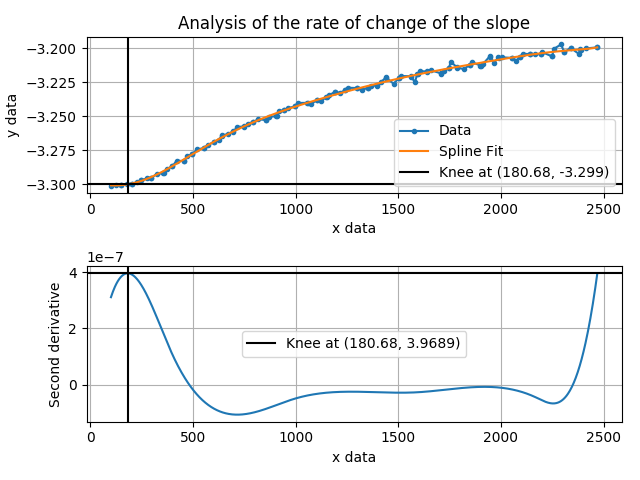 Analysis of the rate of change of the slope
−3.200
−3.225
−3.250
−3.275
−3.300
y data
Data
Spline Fit
Knee at (180.68, -3.299)
0 500 1000 1500 2000 2500
x data
1e−7
4
2
0
Second derivative
Knee at (180.68, 3.9689)
0 500 1000 1500 2000 2500
x data